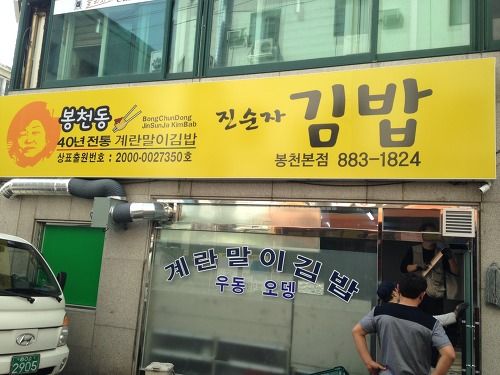 봉천동
BongChunDong
JinSunJa KimBab
40년 전통 계란말이김밥
상표출원번호 : 2000-0027350호
진순자 김밥
봉천본점 883-1824
계란말이김밥
우동 오뎅
2905